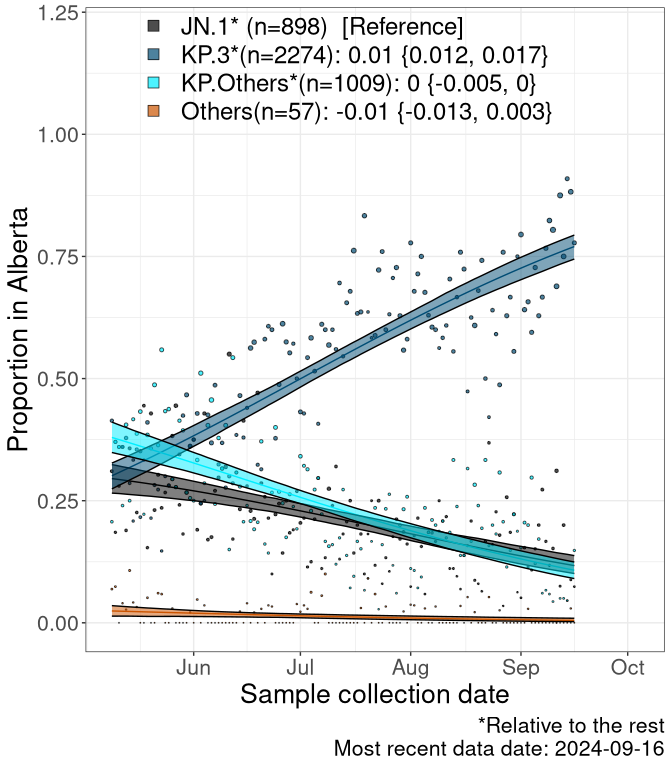 JN.1* (n=898)  [Reference]
KP.3*(n=2274): 0.01 {0.012, 0.017}
KP.Others*(n=1009): 0 {-0.005, 0}
Others(n=57): -0.01 {-0.013, 0.003}
1.25
1.00
0.75
0.50
0.25
0.00
Proportion in Alberta
Jun Jul Aug Sep Oct
Sample collection date
*Relative to the rest
Most recent data date: 2024-09-16